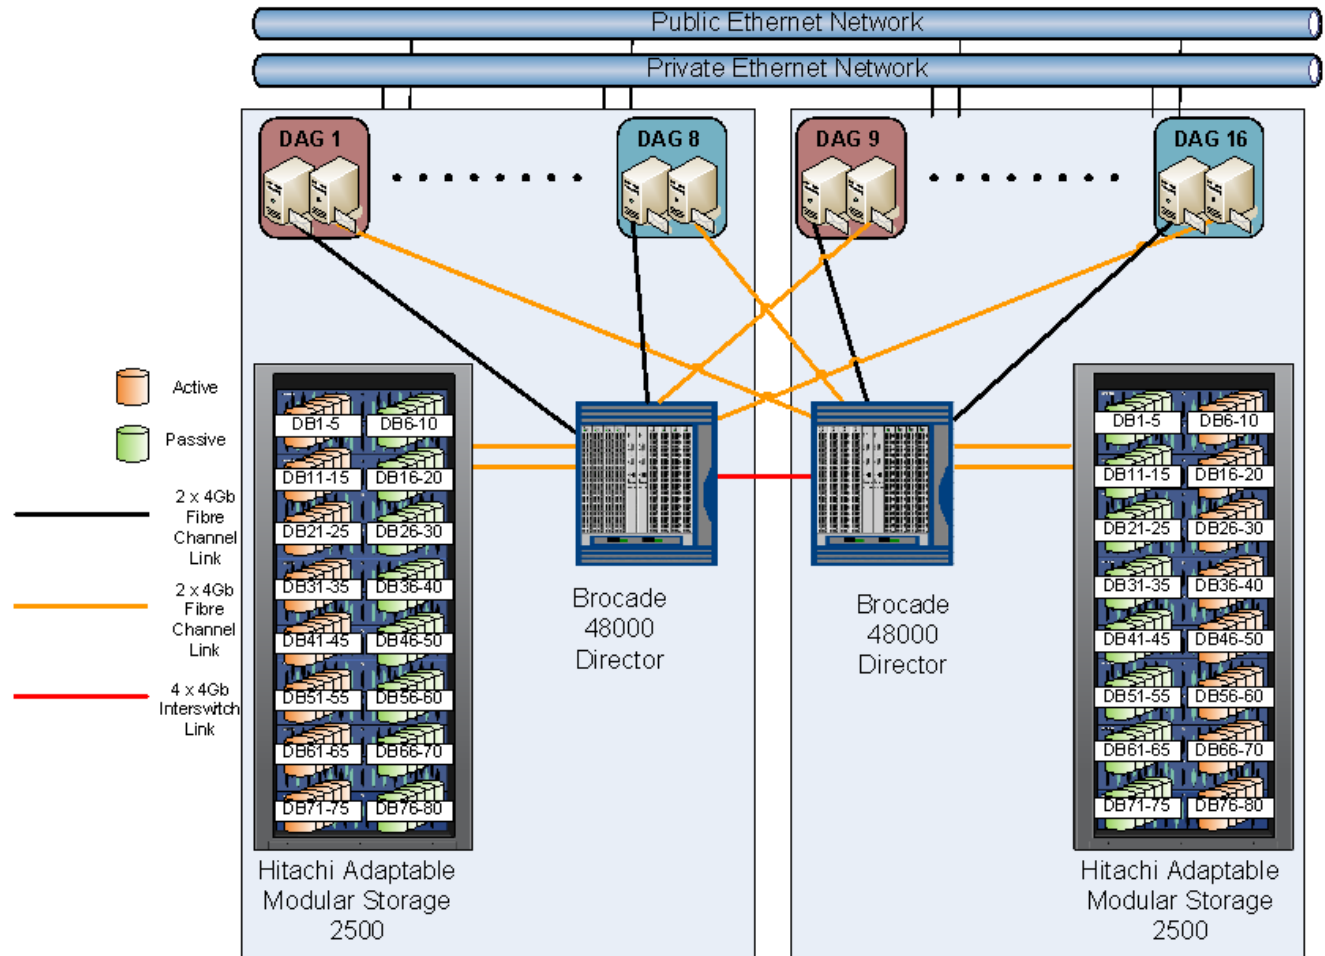 Public Ethernet Network
Private Ethernet Network
DAG 1
DAG 8
DAG 9
DAG 16
Active
Passive
2 x 4Gb
Fibre
Channel
Link
2 x 4Gb
Fibre
Channel
Link
4 x 4Gb
Interswitch
Link
DB1-5 DB6-10
DB11-15 DB16-20
DB21-25 DB26-30
DB31-35 DB36-40
DB41-45 DB46-50
DB51-55 DB56-60
DB61-65 DB66-70
DB71-75 DB76-80
Hitachi Adaptable
Modular Storage
2500
Brocade
48000
Director
Brocade
48000
Director
DB1-5 DB6-10
DB11-15 DB16-20
DB21-25 DB26-30
DB31-35 DB36-40
DB41-45 DB46-50
DB51-55 DB56-60
DB61-65 DB66-70
DB71-75 DB76-80
Hitachi Adaptable
Modular Storage
2500